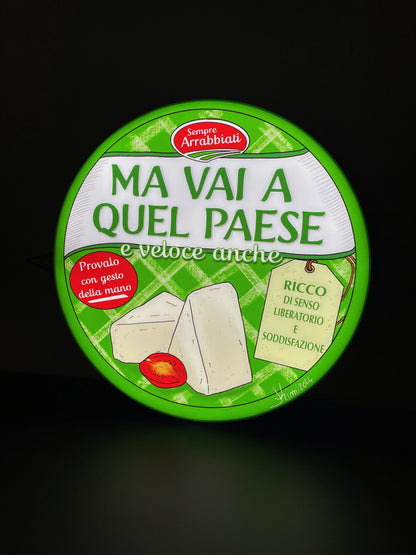 Sempre
Arrabbiati
MA VAI A
QUEL PAESE
e veloce anche
Provalo
con gesto
della mano
RICCO
DI SENSO
LIBERATORIO
E
SODDISFAZIONE